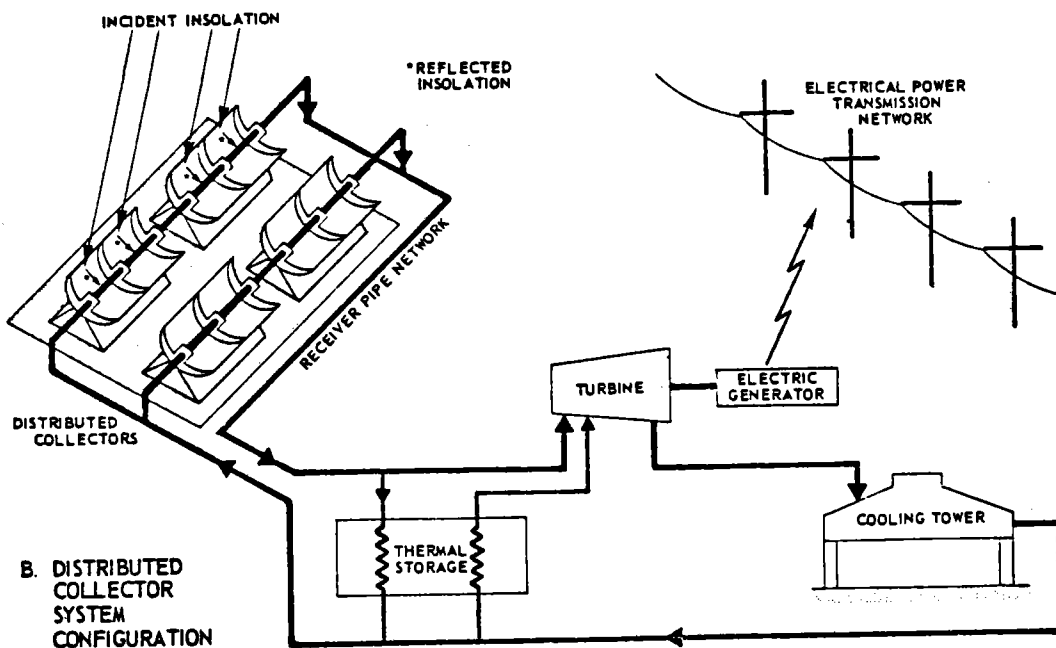 INCIDENT INSOLATION
*REFLECTED
INSOLATION
ELECTRICAL POWER
TRANSMISSION
NETWORK
RECEIVER PIPE NETWORK
TURBINE
ELECTRIC
GENERATOR
DISTRIBUTED
COLLECTORS
COOLING TOWER
THERMAL
STORAGE
B. DISTRIBUTED
COLLECTOR
SYSTEM
CONFIGURATION